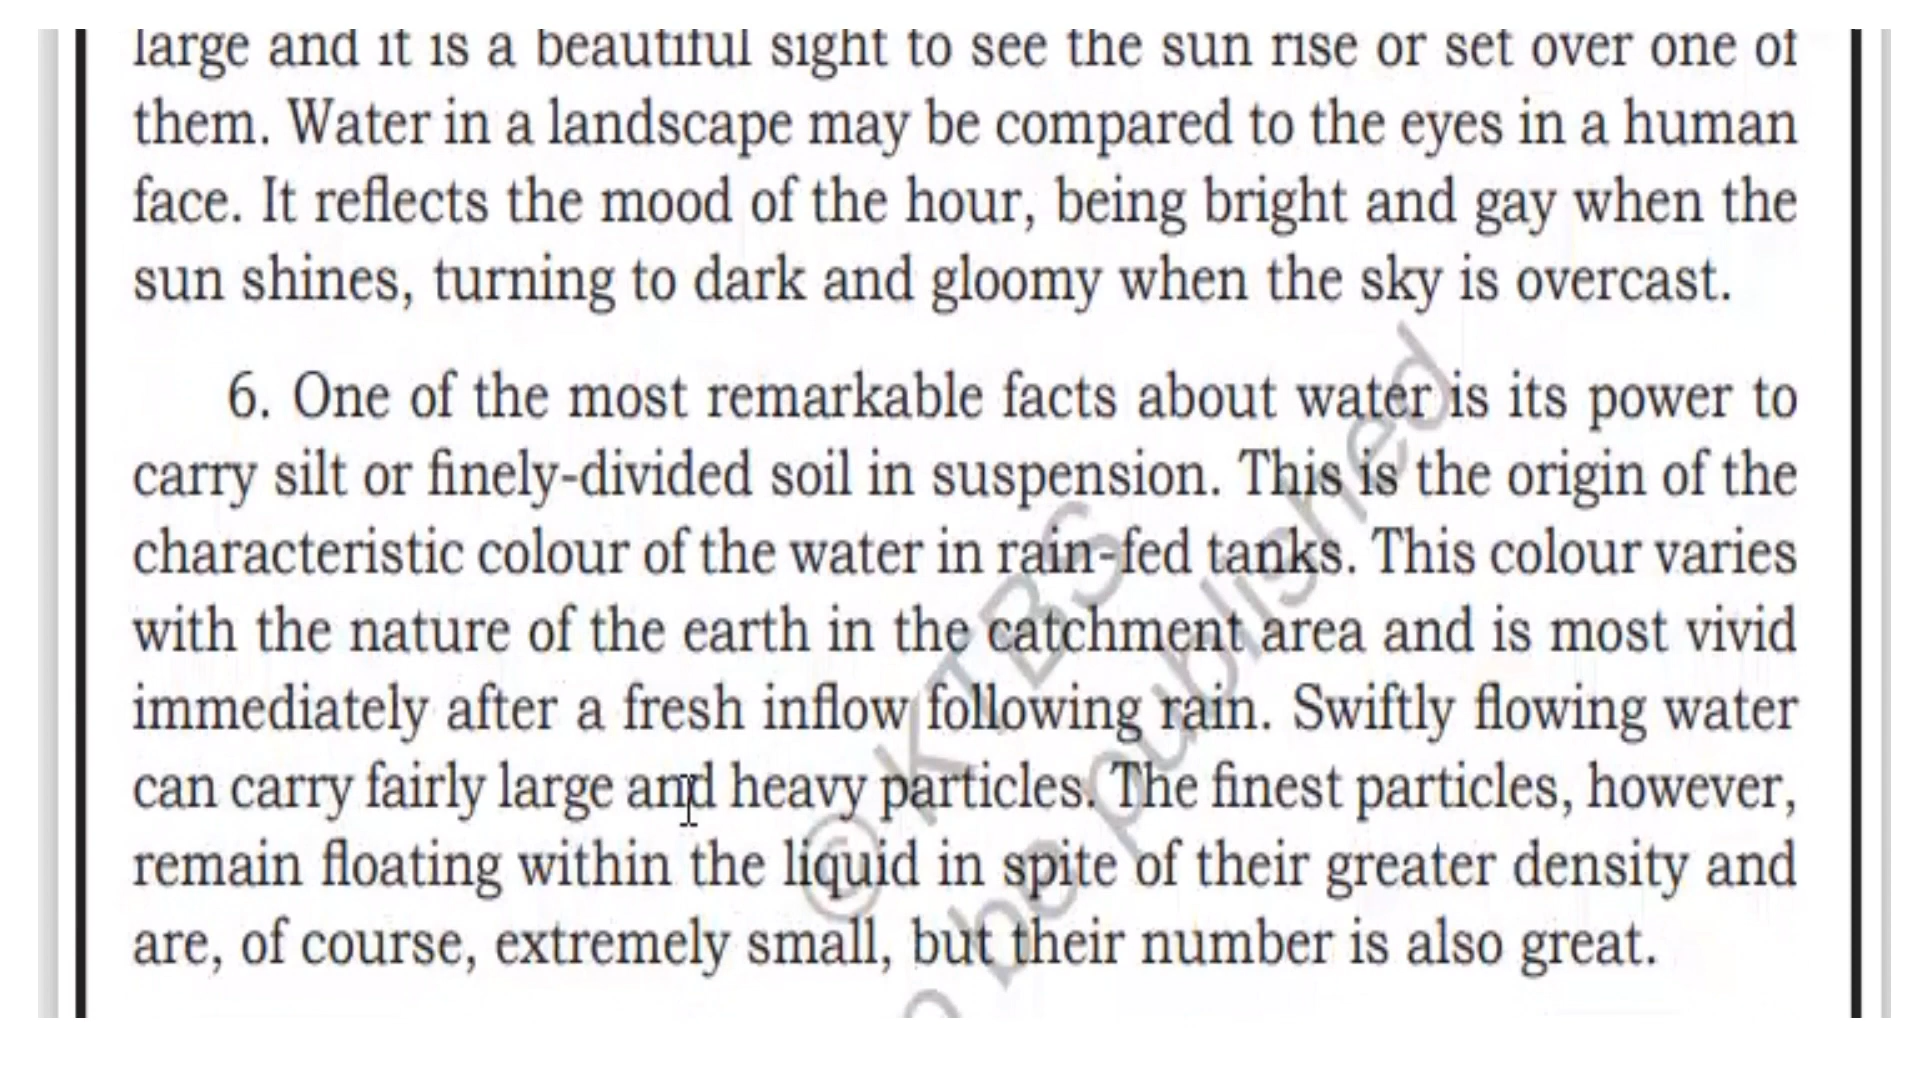 large and it is a beautiful sight to see the sun rise or set over one of
them. Water in a landscape may be compared to the eyes in a human
face. It reflects the mood of the hour, being bright and gay when the
sun shines, turning to dark and gloomy when the sky is overcast.
6. One of the most remarkable facts about water is its power to
carry silt or finely-divided soil in suspension. This is the origin of the
characteristic colour of the water in rain-fed tanks. This colour varies
with the nature of the earth in the catchment area and is most vivid
immediately after a fresh inflow following rain. Swiftly flowing water
can carry fairly large and heavy particles. The finest particles, however,
remain floating within the liquid in spite of their greater density and
are, of course, extremely small, but their number is also great.
© KTBS
be published